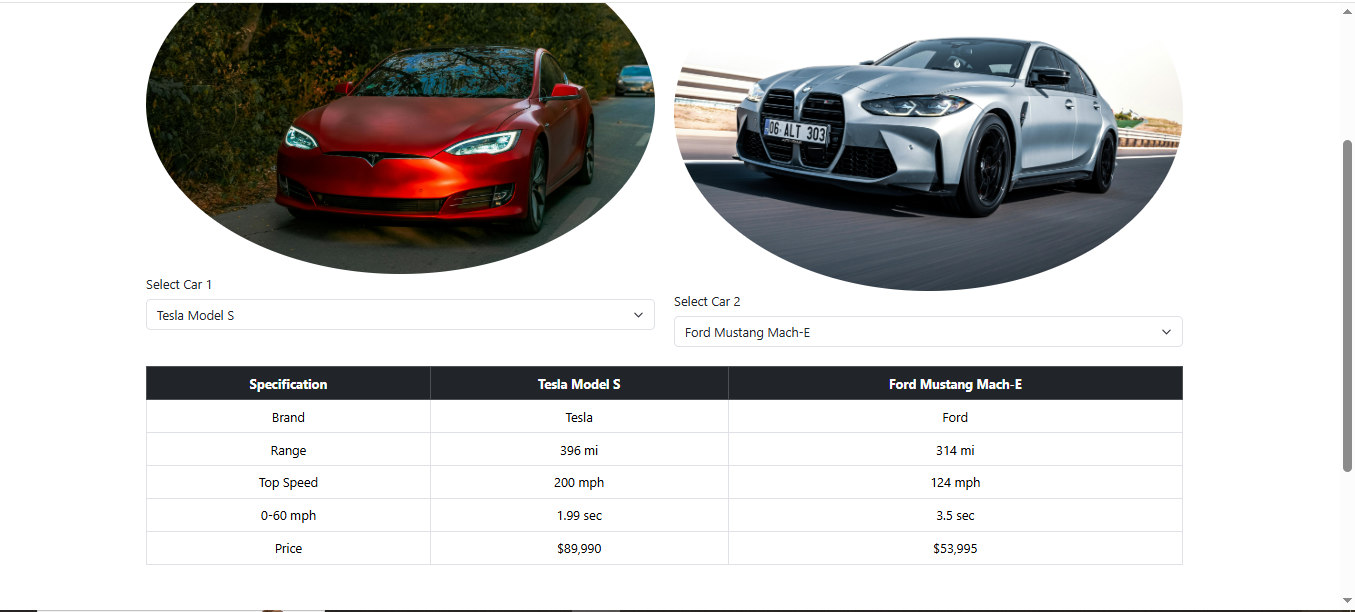 06 ALT 303
Select Car 1
Tesla Model S
Select Car 2
Ford Mustang Mach-E
Specification Tesla Model S Ford Mustang Mach-E
Brand Tesla Ford
Range 396 mi 314 mi
Top Speed 200 mph 124 mph
0-60 mph 1.99 sec 3.5 sec
Price $89,990 $53,995